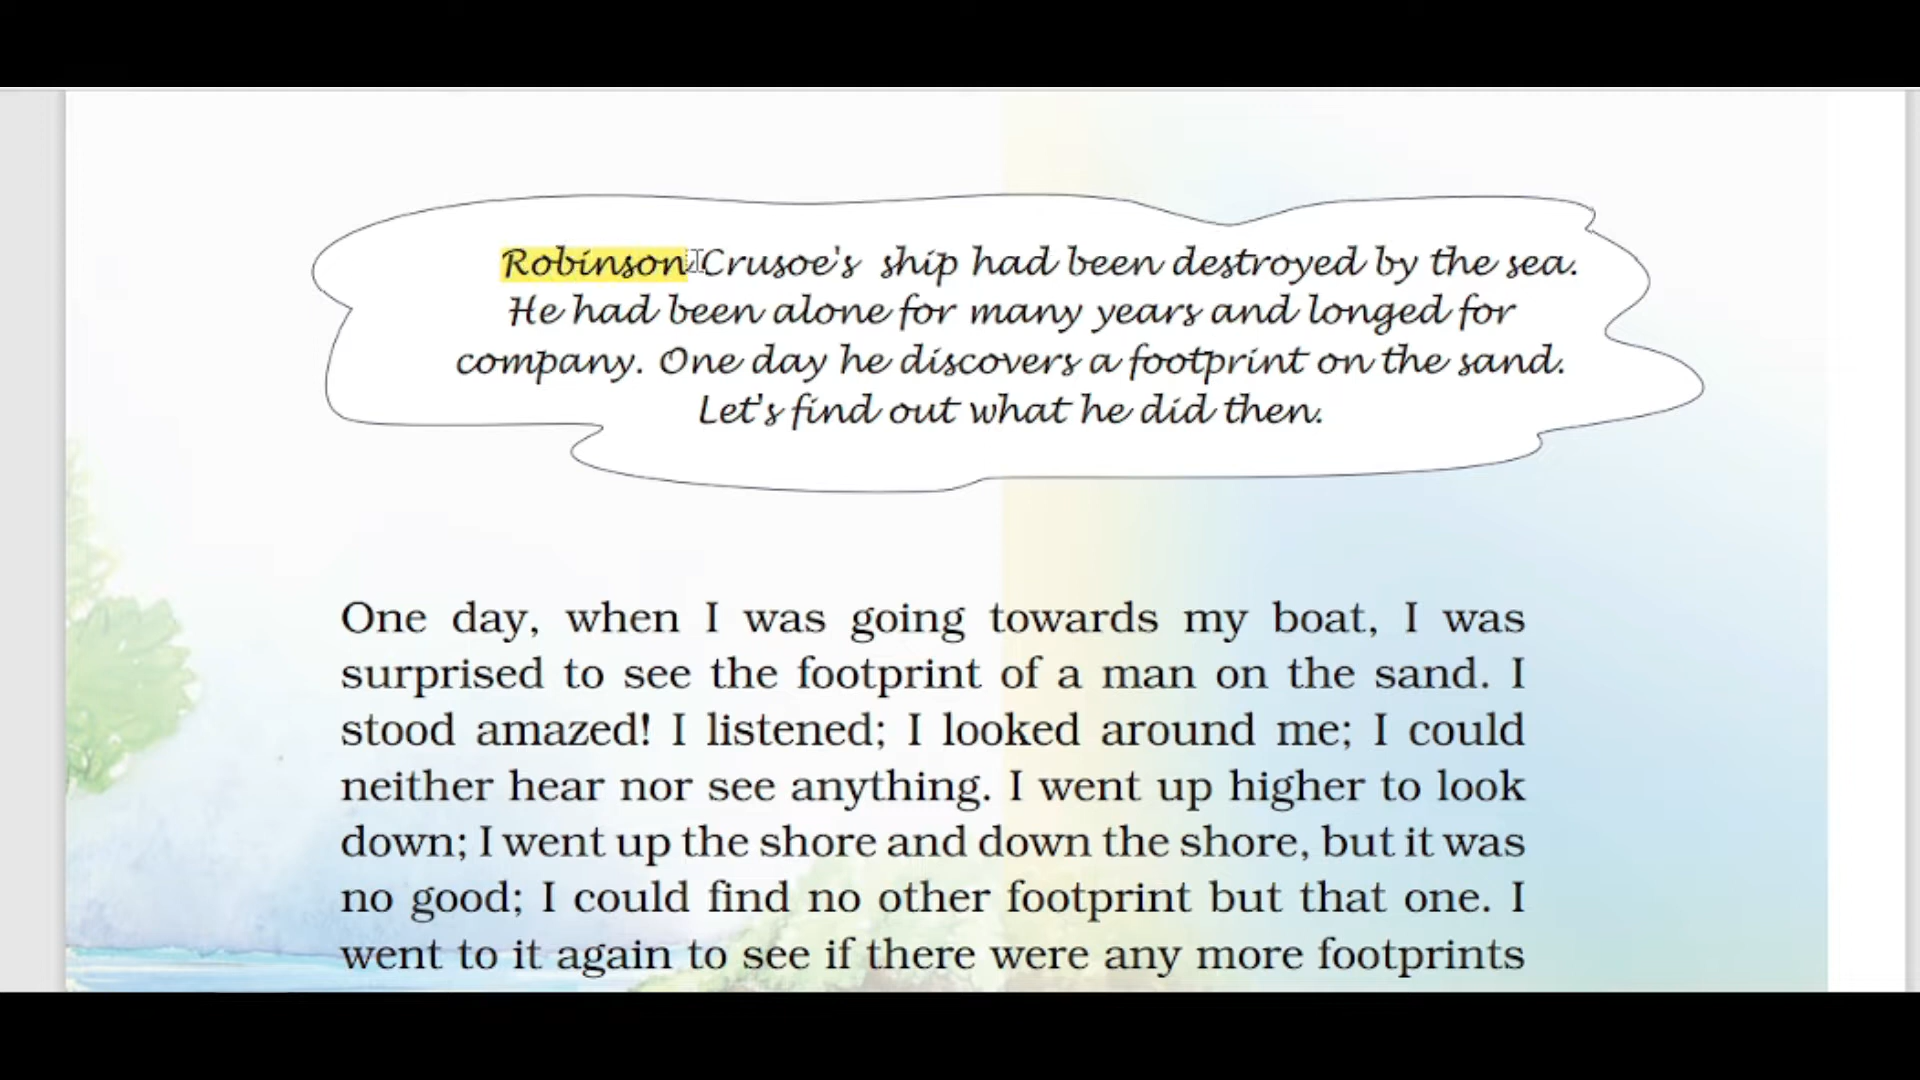 Robinson Crusoe's ship had been destroyed by the sea.
He had been alone for many years and longed for
company. One day he discovers a footprint on the sand.
Let's find out what he did then.
One day, when I was going towards my boat, I was
surprised to see the footprint of a man on the sand. I
stood amazed! I listened; I looked around me; I could
neither hear nor see anything. I went up higher to look
down; I went up the shore and down the shore, but it was
no good; I could find no other footprint but that one. I
went to it again to see if there were any more footprints